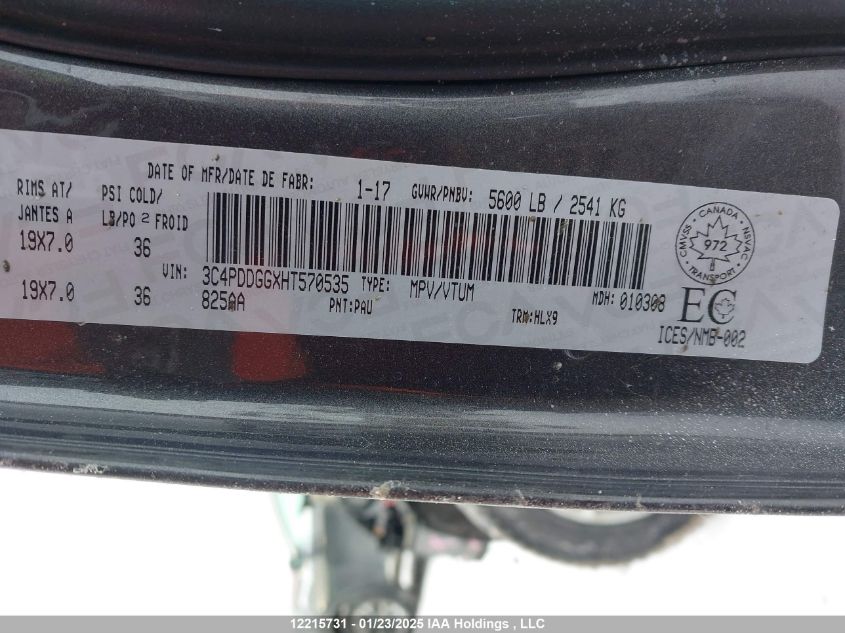 DATE OF MFR/DATE DE FABR: 1-17 GVWR/PNBV: 5600 LB / 2541 KG
RIMS AT/ PSI COLD/
JANTES A LB/PO 2 FROID
19X7.0 36
VIN: 3C4PDDGGXHT570535 TYPE: MPV/VTUM MDH: 010308
19X7.0 36 825AA PNT:PAU TRM:HLX9
CANADA
CMVSS 972 NSVAC
EC
ICES/NMB-002
12215731 - 01/23/2025 IAA Holdings , LLC